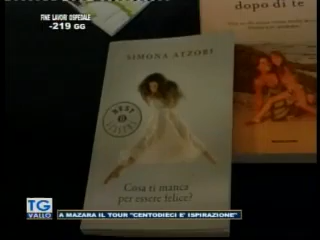 FINE LAVORI OSPEDALE
-219 GG
dopo di te
SIMONA ATZORI
BEST
SELLERS
Cosa ti manca
per essere felice?
TG
VALLO
A MAZARA IL TOUR "CENTODIECI E' ISPIRAZIONE"